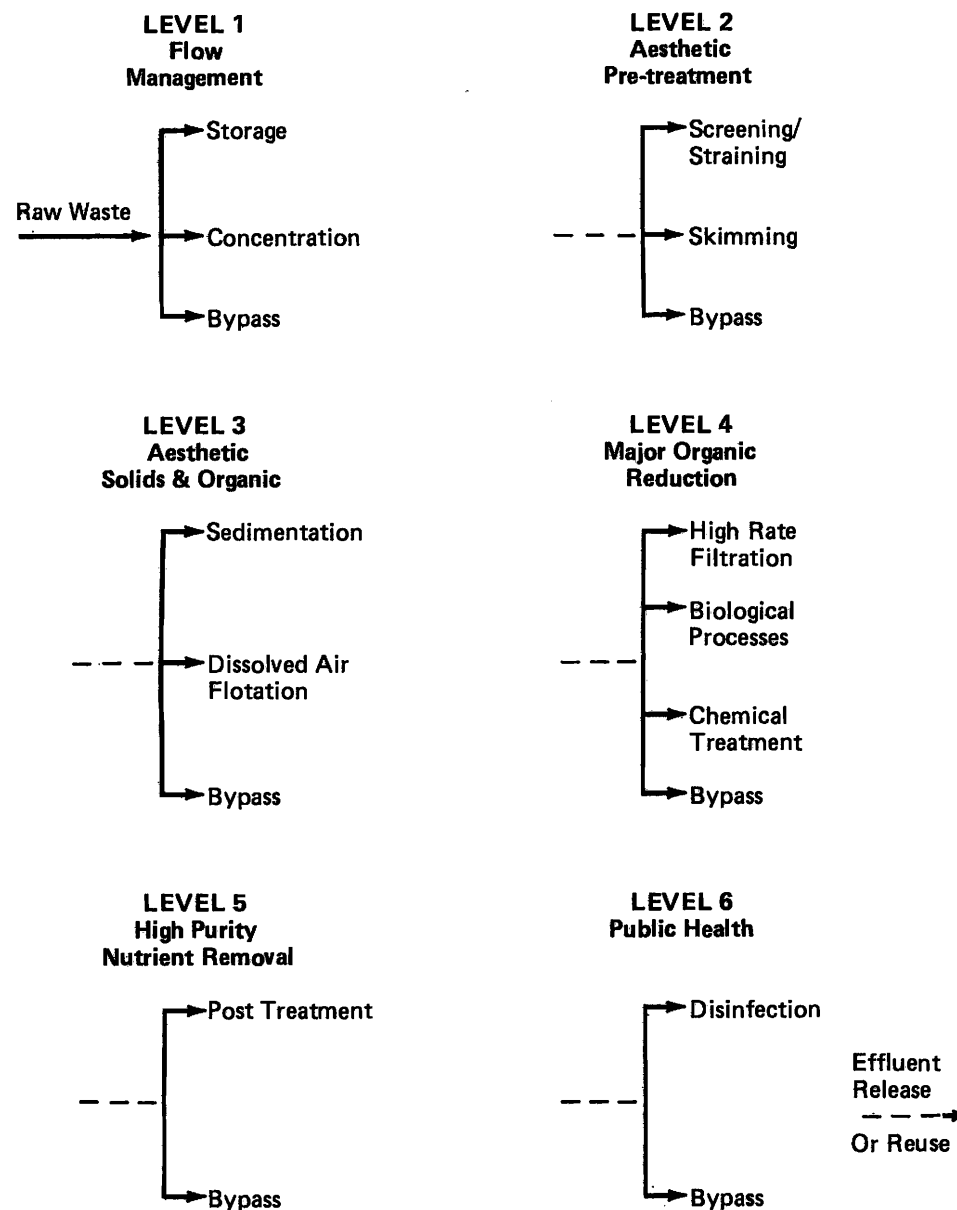 LEVEL 1
Flow
Management
Storage
Raw Waste
Concentration
Bypass
LEVEL 2
Aesthetic
Pre-treatment
Screening/
Straining
Skimming
Bypass
LEVEL 3
Aesthetic
Solids & Organic
Sedimentation
Dissolved Air
Flotation
Bypass
LEVEL 4
Major Organic
Reduction
High Rate
Filtration
Biological
Processes
Chemical
Treatment
Bypass
LEVEL 5
High Purity
Nutrient Removal
Post Treatment
Bypass
LEVEL 6
Public Health
Disinfection
Bypass
Effluent
Release
Or Reuse